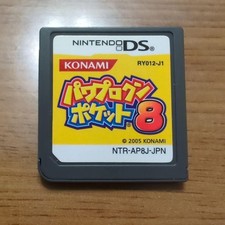 NINTENDO DS
KONAMI
RY013-J1
パワプロクン
ポケット8
© 2005 KONAMI
NTR-AP8J-JPN